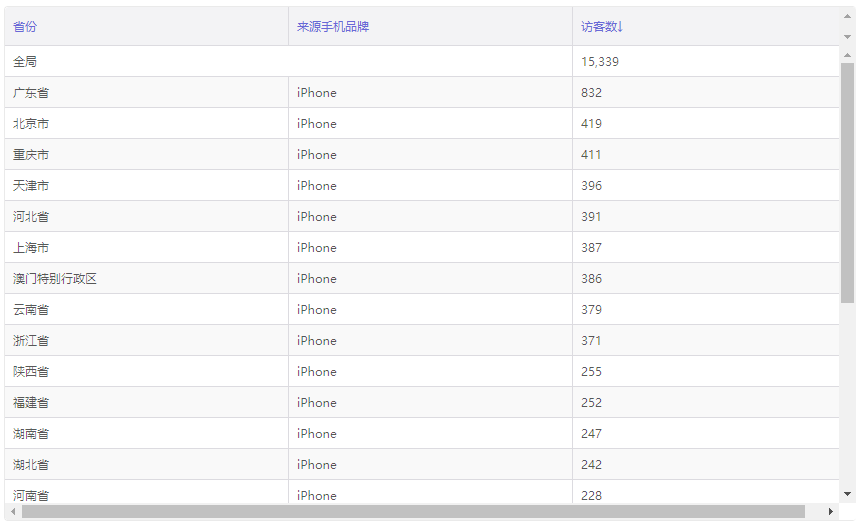 省份 来源手机品牌 访客数↓
全局 15,339
广东省 iPhone 832
北京市 iPhone 419
重庆市 iPhone 411
天津市 iPhone 396
河北省 iPhone 391
上海市 iPhone 387
澳门特别行政区 iPhone 386
云南省 iPhone 379
浙江省 iPhone 371
陕西省 iPhone 255
福建省 iPhone 252
湖南省 iPhone 247
湖北省 iPhone 242
河南省 iPhone 228